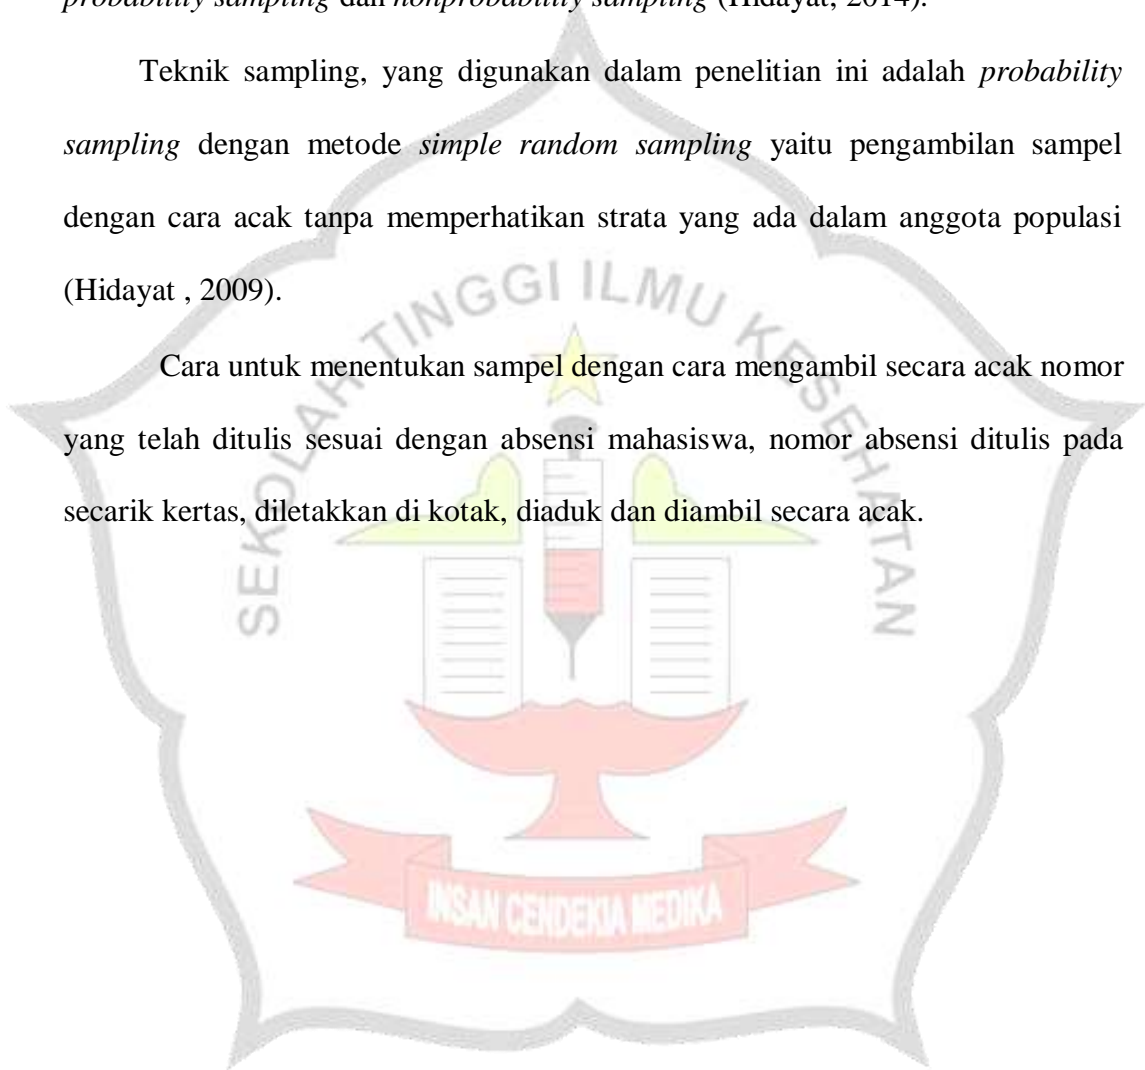 probability sampling dan nonprobability sampling (Hidayat, 2014).
Teknik sampling, yang digunakan dalam penelitian ini adalah probability
sampling dengan metode simple random sampling yaitu pengambilan sampel
dengan cara acak tanpa memperhatikan strata yang ada dalam anggota populasi
(Hidayat , 2009).
Cara untuk menentukan sampel dengan cara mengambil secara acak nomor
yang telah ditulis sesuai dengan absensi mahasiswa, nomor absensi ditulis pada
secarik kertas, diletakkan di kotak, diaduk dan diambil secara acak.
SEKOLAH TINGGI ILMU KESEHATAN
INSAN CENDEKIA MEDIKA